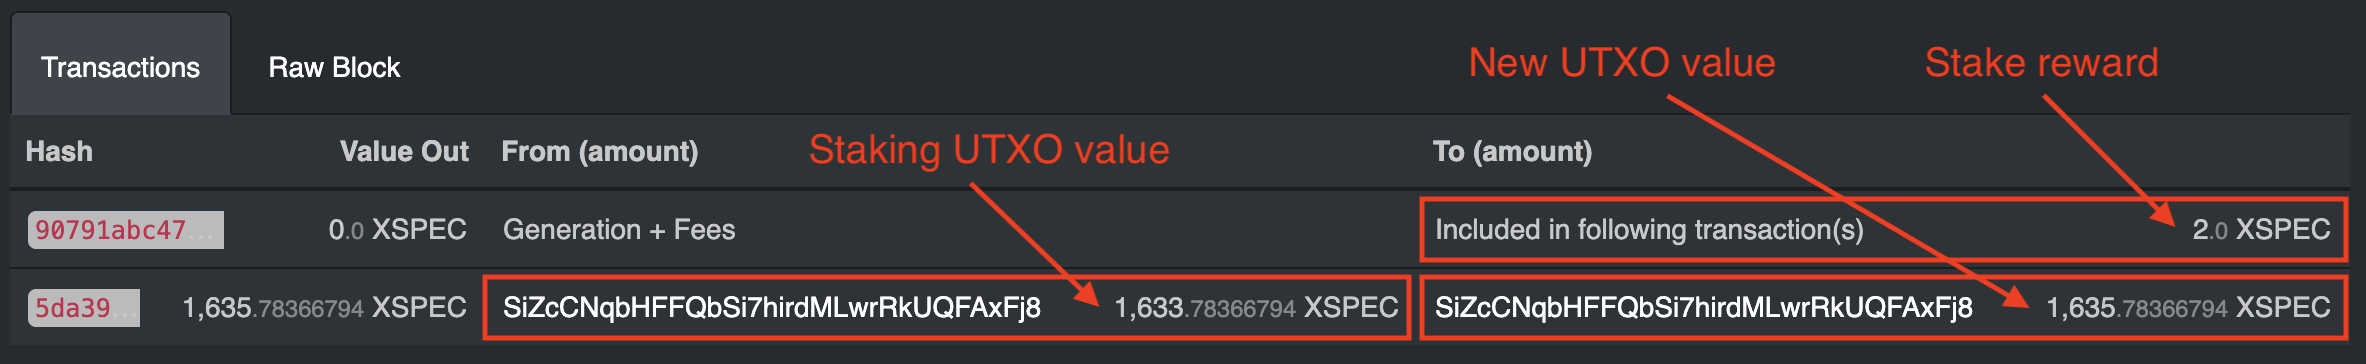 Transactions Raw Block New UTXO value Stake reward
Hash Value Out From (amount) Staking UTXO value To (amount)
90791abc47... 0.0 XSPEC Generation + Fees Included in following transaction(s) 2.0 XSPEC
5da39... 1,635.78366794 XSPEC SiZcCNqbHFFQbSi7hirdMLwrRkUQFAxFj8 1,633.78366794 XSPEC SiZcCNqbHFFQbSi7hirdMLwrRkUQFAxFj8 1,635.78366794 XSPEC